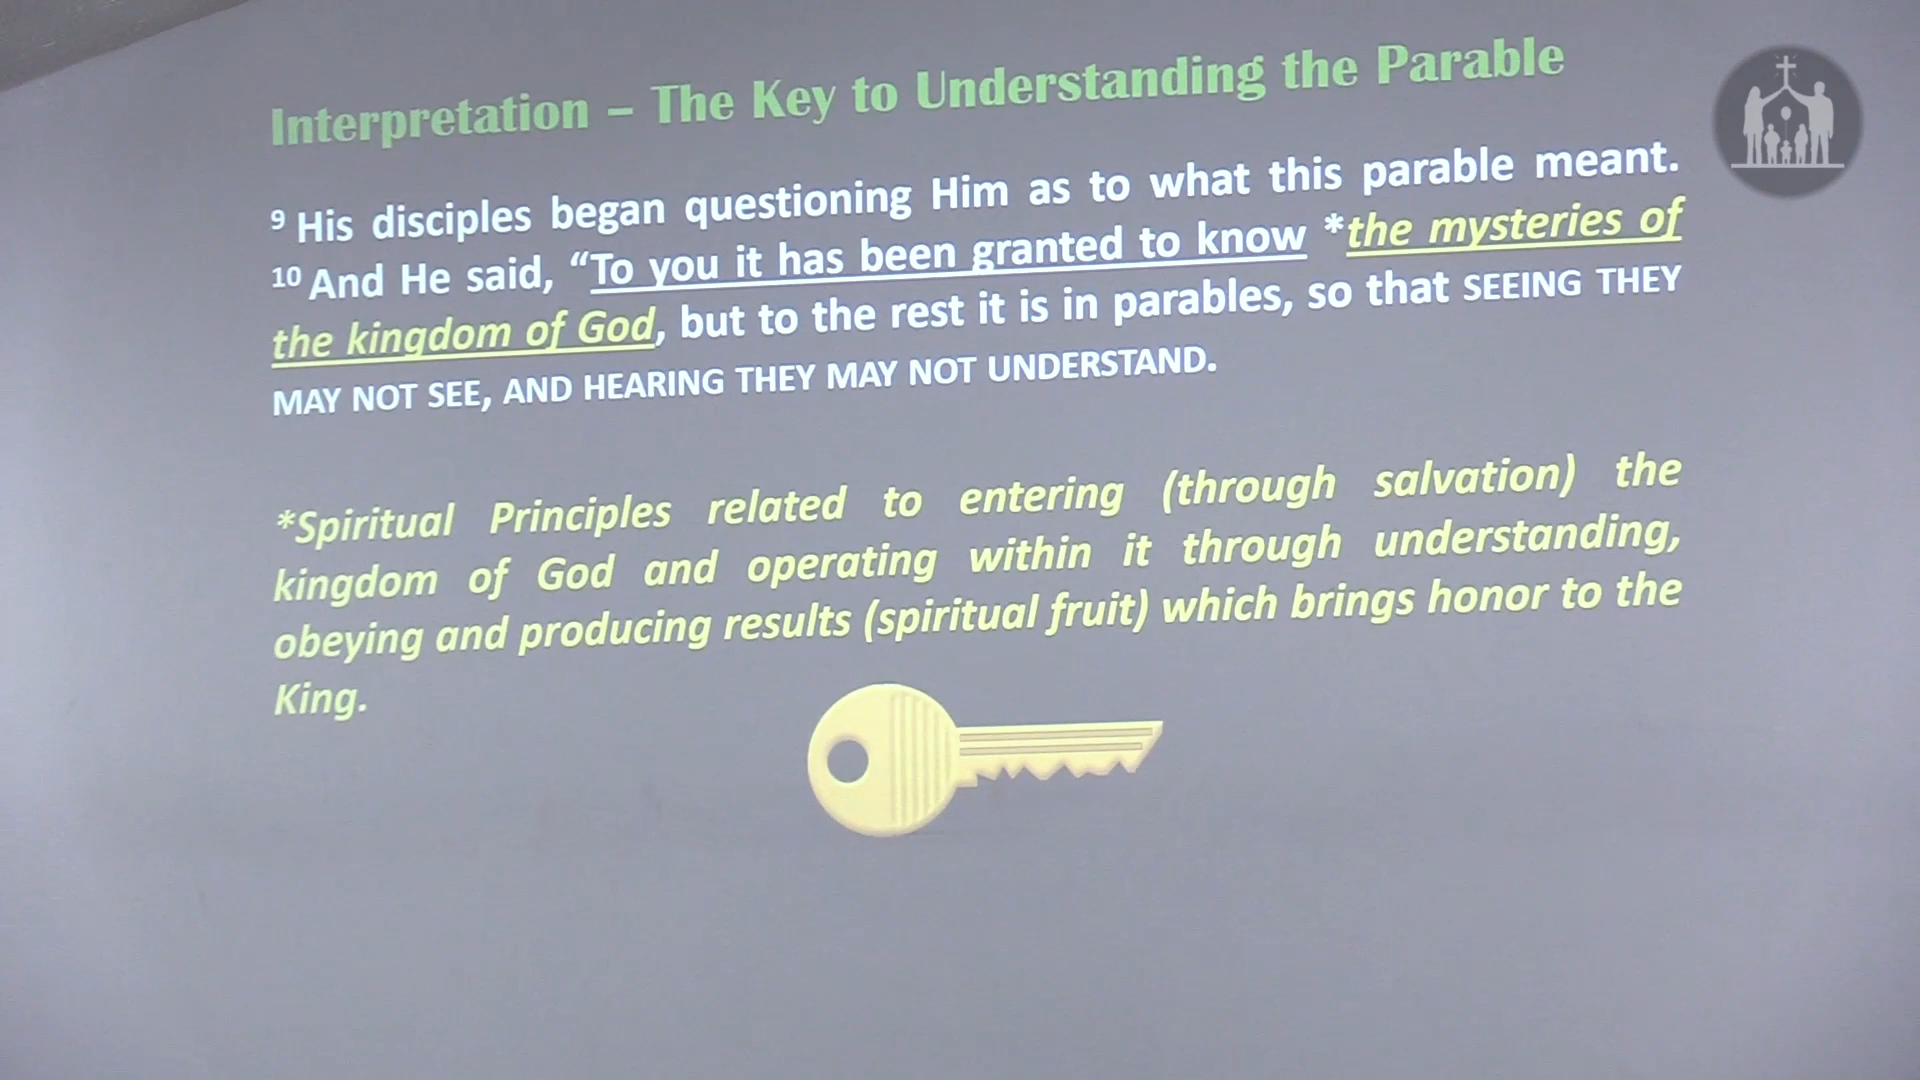 Interpretation – The Key to Understanding the Parable
9 His disciples began questioning Him as to what this parable meant.
10 And He said, “To you it has been granted to know *the mysteries of
the kingdom of God, but to the rest it is in parables, so that SEEING THEY
MAY NOT SEE, AND HEARING THEY MAY NOT UNDERSTAND.
*Spiritual Principles related to entering (through salvation) the
kingdom of God and operating within it through understanding,
obeying and producing results (spiritual fruit) which brings honor to the
King.